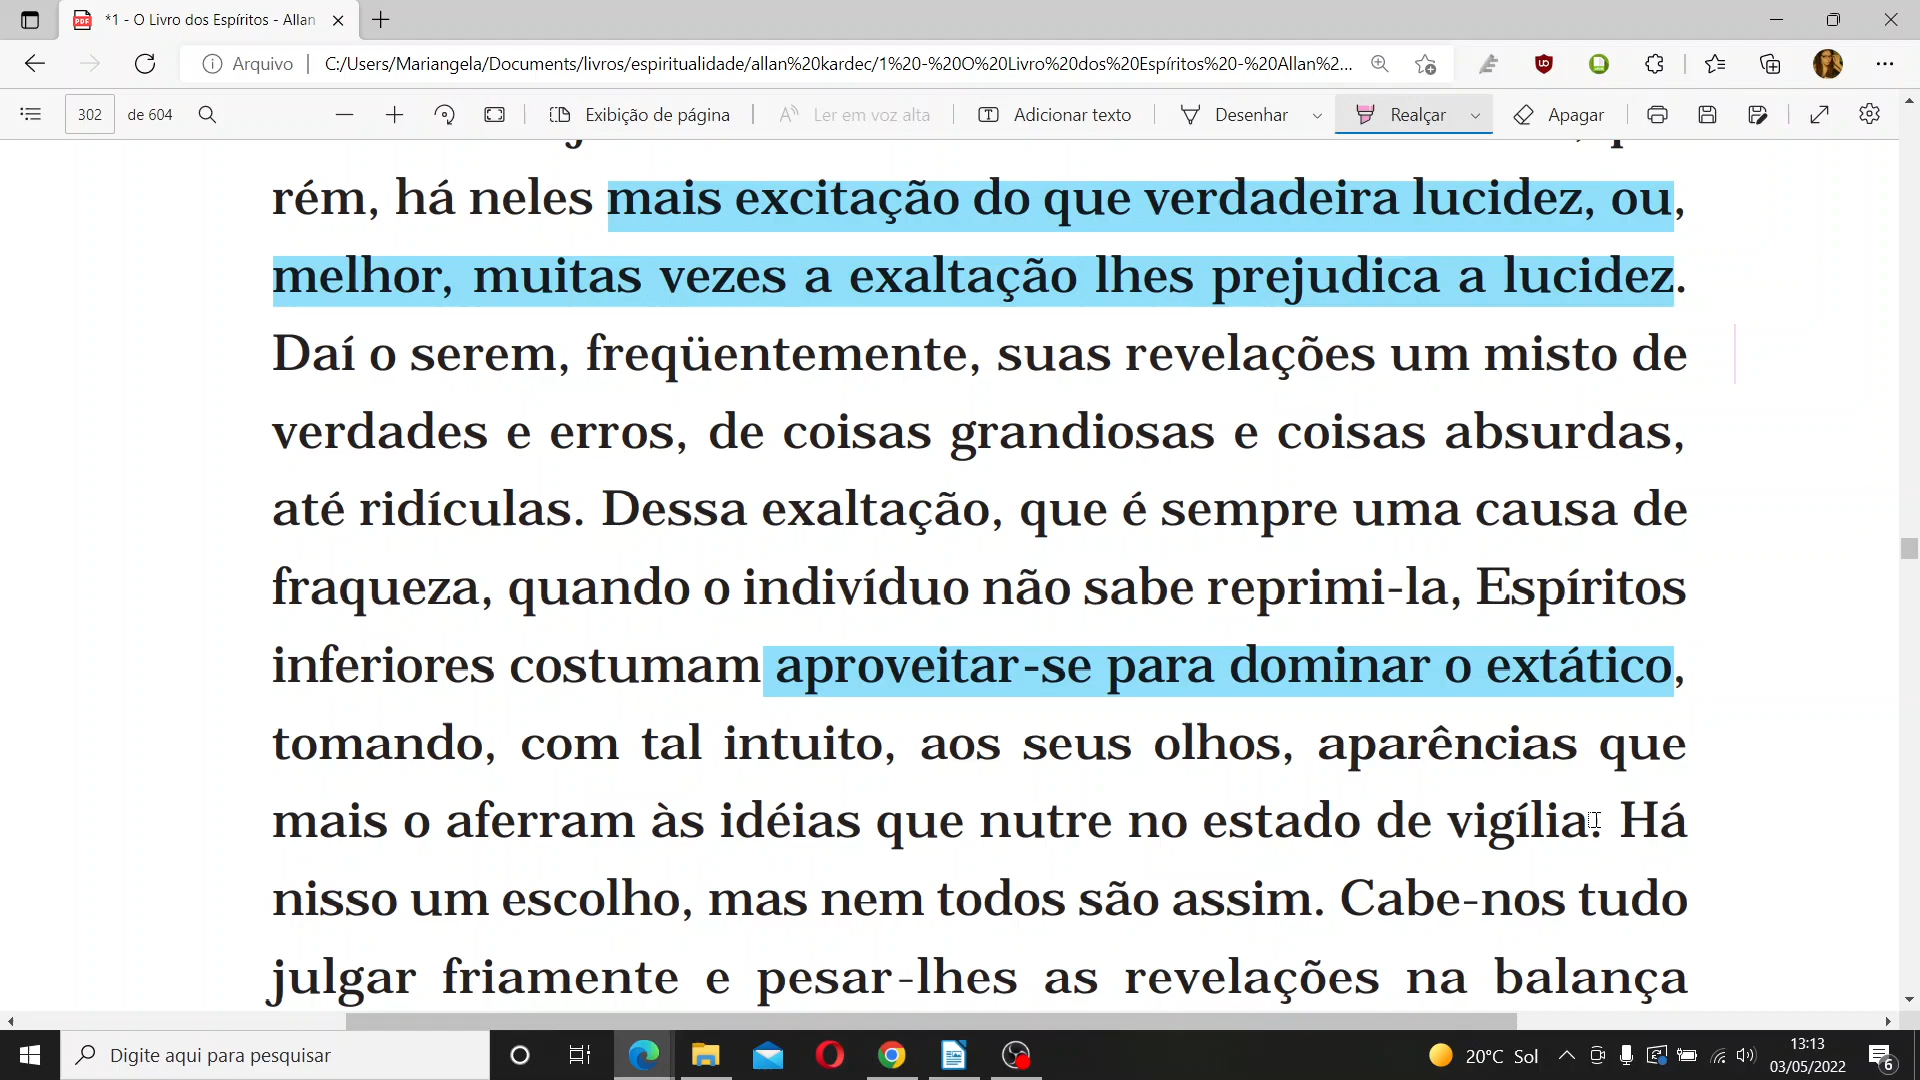 *1 - O Livro dos Espíritos - Allan
Arquivo
C:/Users/Mariangela/Documents/livros/espiritualidade/allan%20kardec/1%20-%20O%20Livro%20dos%20Espíritos%20-%20Allan%2...
302 de 604
Exibição de página
Ler em voz alta
Adicionar texto
Desenhar
Realçar
Apagar
rém, há neles mais excitação do que verdadeira lucidez, ou,
melhor, muitas vezes a exaltação lhes prejudica a lucidez.
Daí o serem, freqüentemente, suas revelações um misto de
verdades e erros, de coisas grandiosas e coisas absurdas,
até ridículas. Dessa exaltação, que é sempre uma causa de
fraqueza, quando o indivíduo não sabe reprimi-la, Espíritos
inferiores costumam aproveitar-se para dominar o extático,
tomando, com tal intuito, aos seus olhos, aparências que
mais o aferram às idéias que nutre no estado de vigília. Há
nisso um escolho, mas nem todos são assim. Cabe-nos tudo
julgar friamente e pesar-lhes as revelações na balança
Digite aqui para pesquisar
20°C Sol
13:13
03/05/2022
6